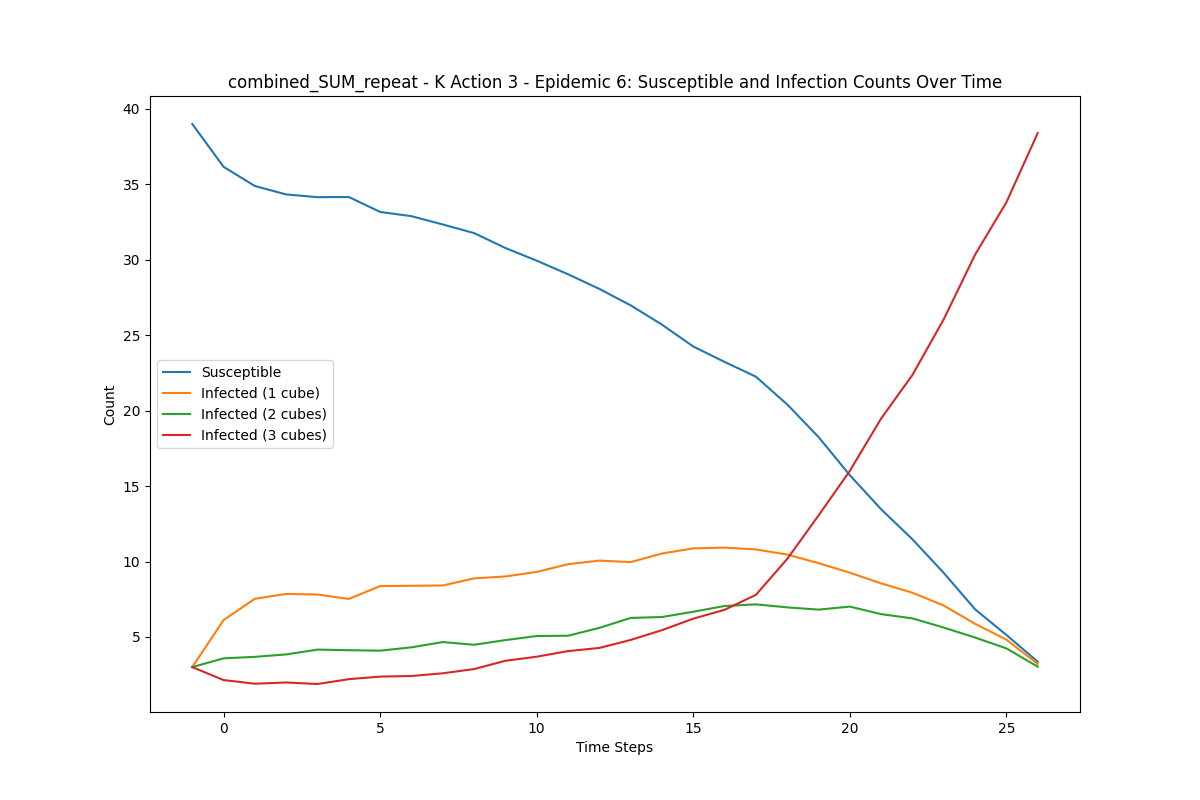 combined_SUM_repeat - K Action 3 - Epidemic 6: Susceptible and Infection Counts Over Time
40
35
30
25
20
15
10
5
Count
Susceptible
Infected (1 cube)
Infected (2 cubes)
Infected (3 cubes)
0 5 10 15 20 25
Time Steps